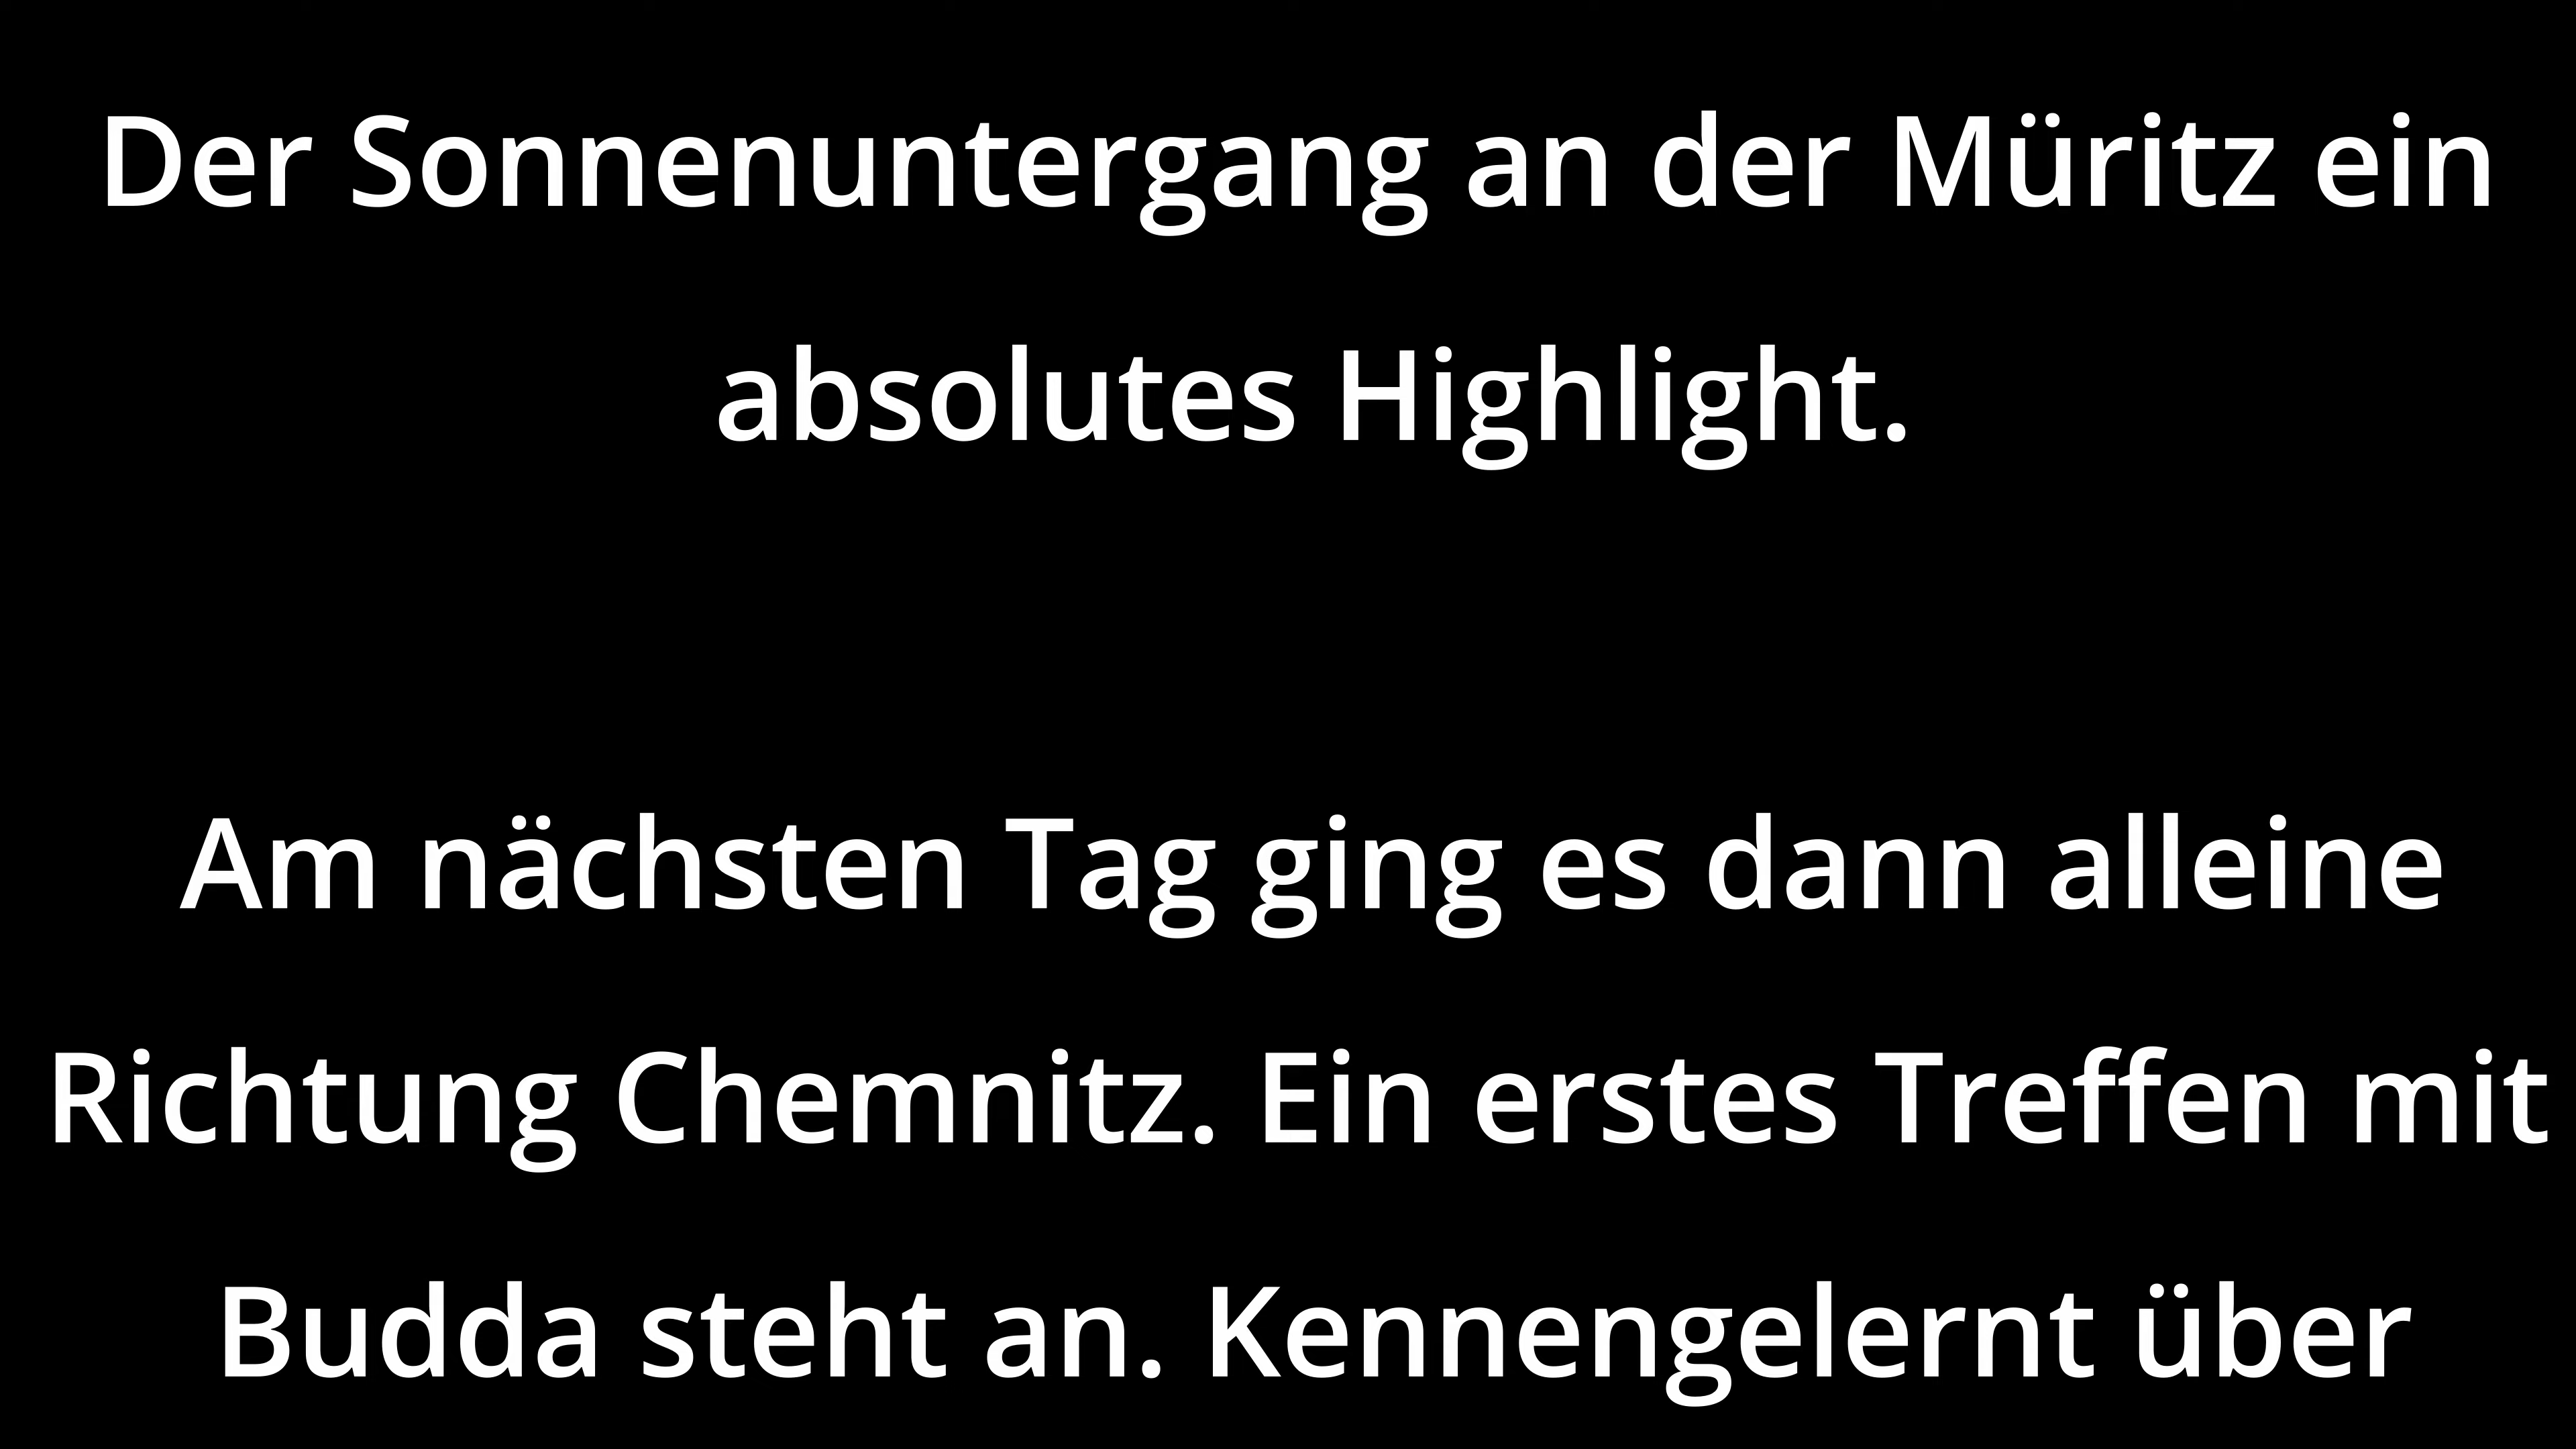 Der Sonnenuntergang an der Müritz ein
absolutes Highlight.
Am nächsten Tag ging es dann alleine
Richtung Chemnitz. Ein erstes Treffen mit
Budda steht an. Kennengelernt über